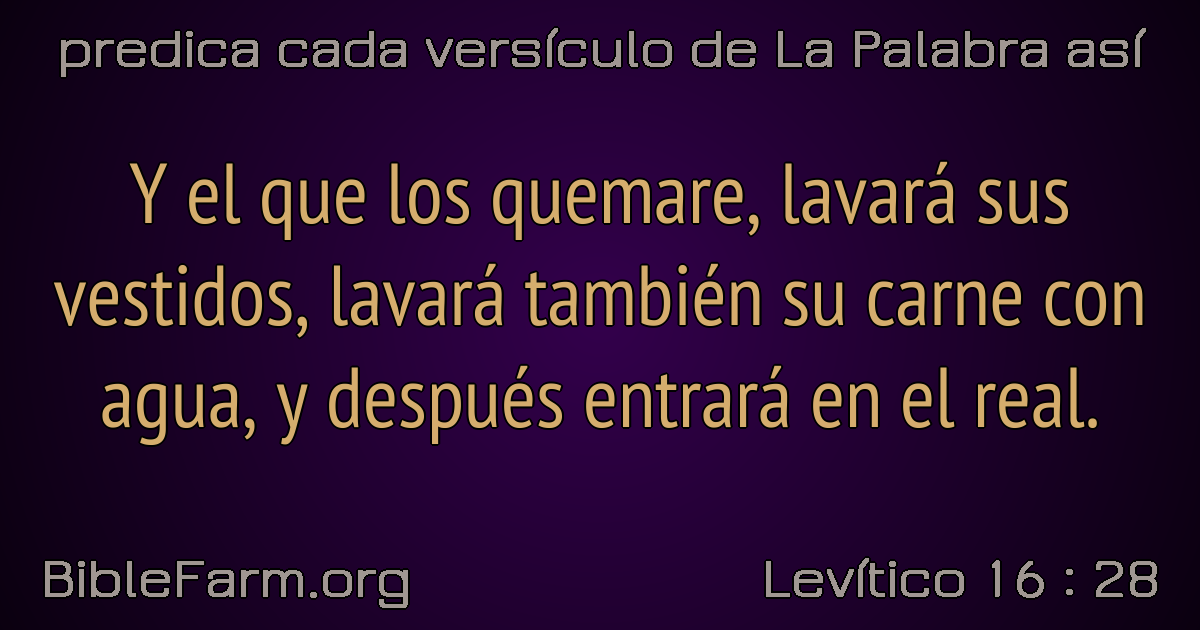 predica cada versículo de La Palabra así
Y el que los quemare, lavará sus
vestidos, lavará también su carne con
agua, y después entrará en el real.
BibleFarm.org
Levítico 16 : 28